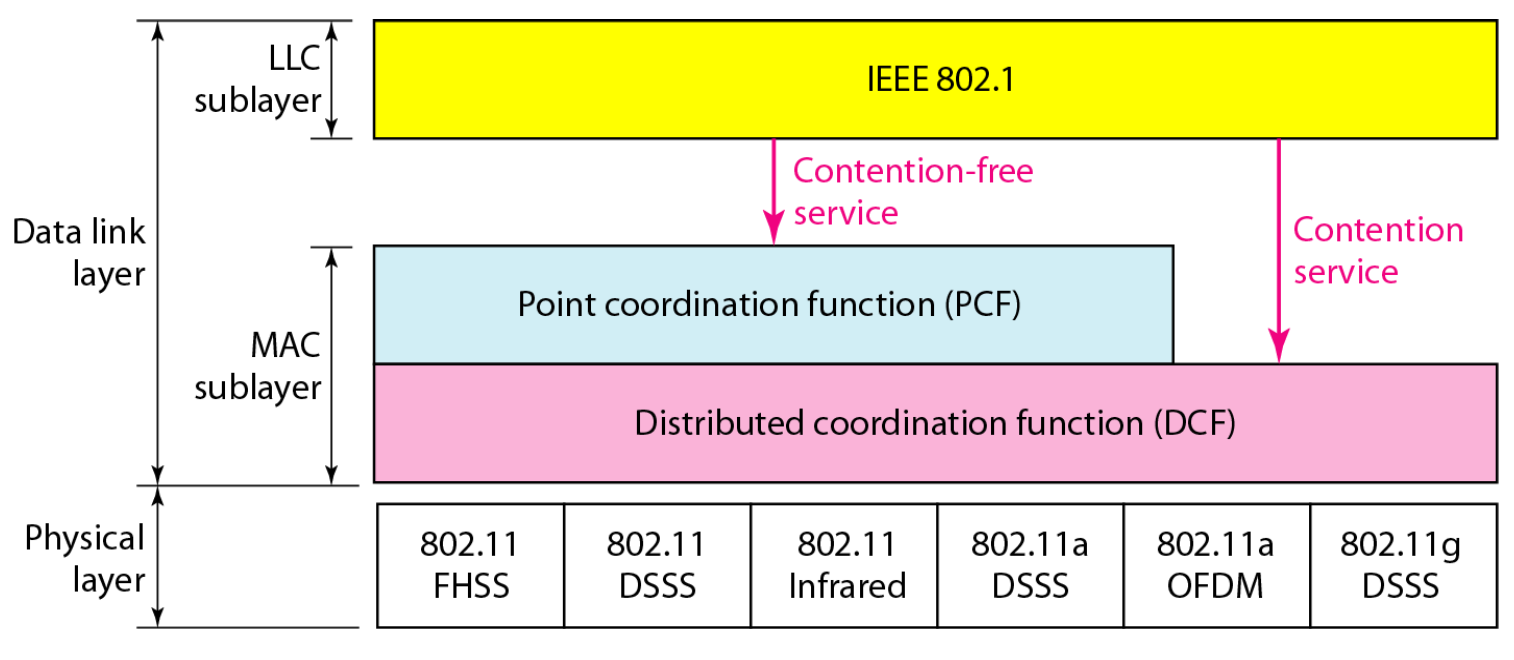 LLC
sublayer
IEEE 802.1
Contention-free
service
Contention
service
Data link
layer
Point coordination function (PCF)
MAC
sublayer
Distributed coordination function (DCF)
Physical
layer
802.11
FHSS
802.11
DSSS
802.11
Infrared
802.11a
DSSS
802.11a
OFDM
802.11g
DSSS